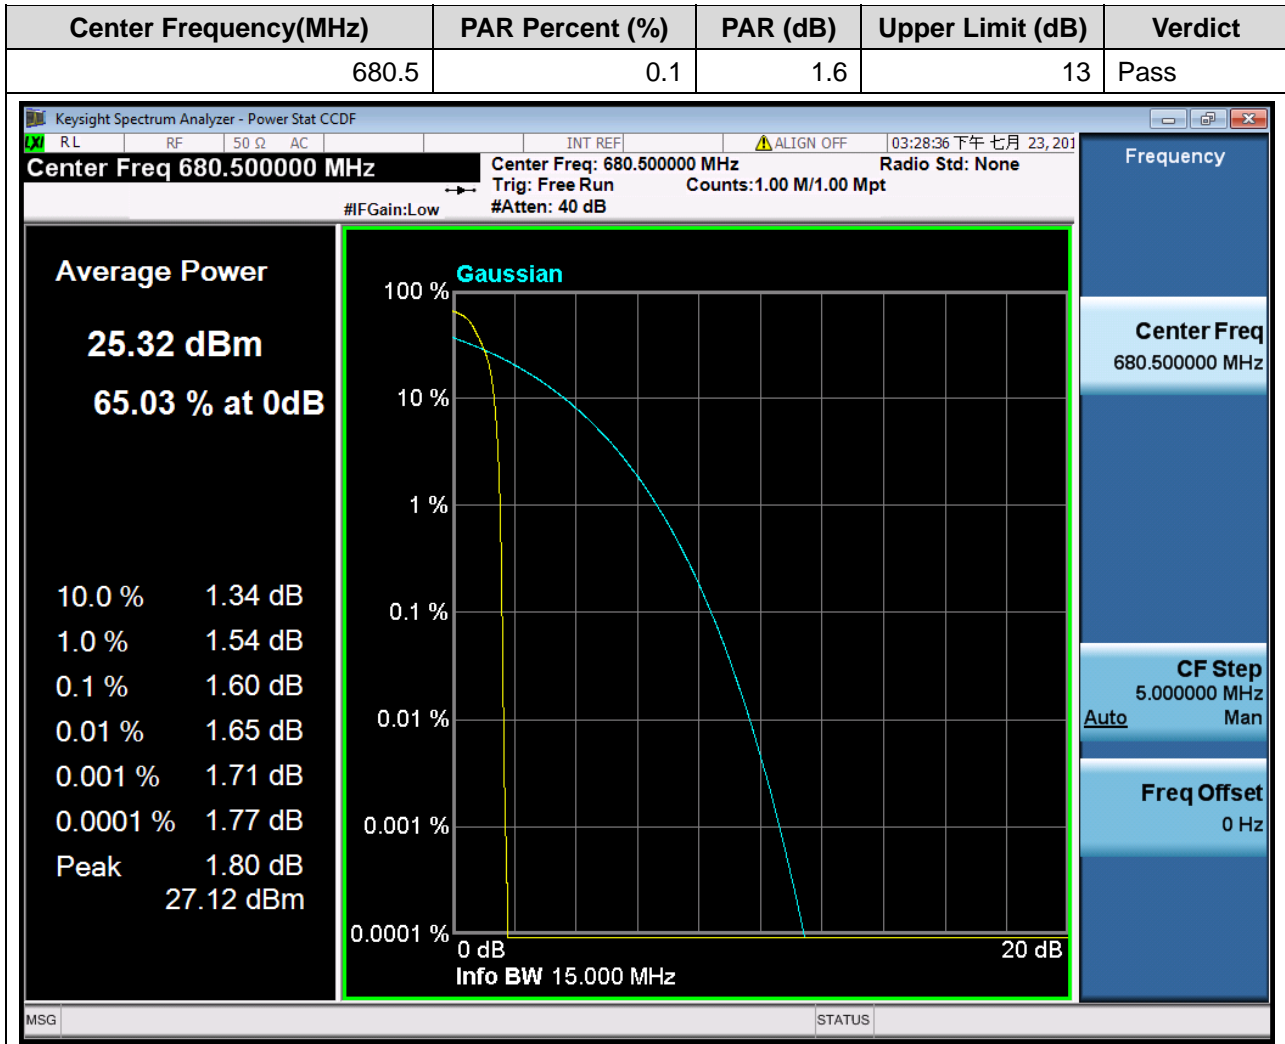 Center Frequency(MHz) PAR Percent (%) PAR (dB) Upper Limit (dB) Verdict
680.5 0.1 1.6 13 Pass
Keysight Spectrum Analyzer - Power Stat CCDF
LXI RL RF 50 Ω AC INT REF ALIGN OFF 03:28:36 下午 七月 23, 201
Center Freq 680.500000 MHz
Center Freq: 680.500000 MHz Radio Std: None
Trig: Free Run Counts:1.00 M/1.00 Mpt
#IFGain:Low #Atten: 40 dB
Average Power
25.32 dBm
65.03 % at 0dB
10.0 % 1.34 dB
1.0 % 1.54 dB
0.1 % 1.60 dB
0.01 % 1.65 dB
0.001 % 1.71 dB
0.0001 % 1.77 dB
Peak 1.80 dB
27.12 dBm
Gaussian
100 %
10 %
1 %
0.1 %
0.01 %
0.001 %
0.0001 %
0 dB 20 dB
Info BW 15.000 MHz
Frequency
Center Freq
680.500000 MHz
CF Step
5.000000 MHz
Auto Man
Freq Offset
0 Hz
MSG STATUS